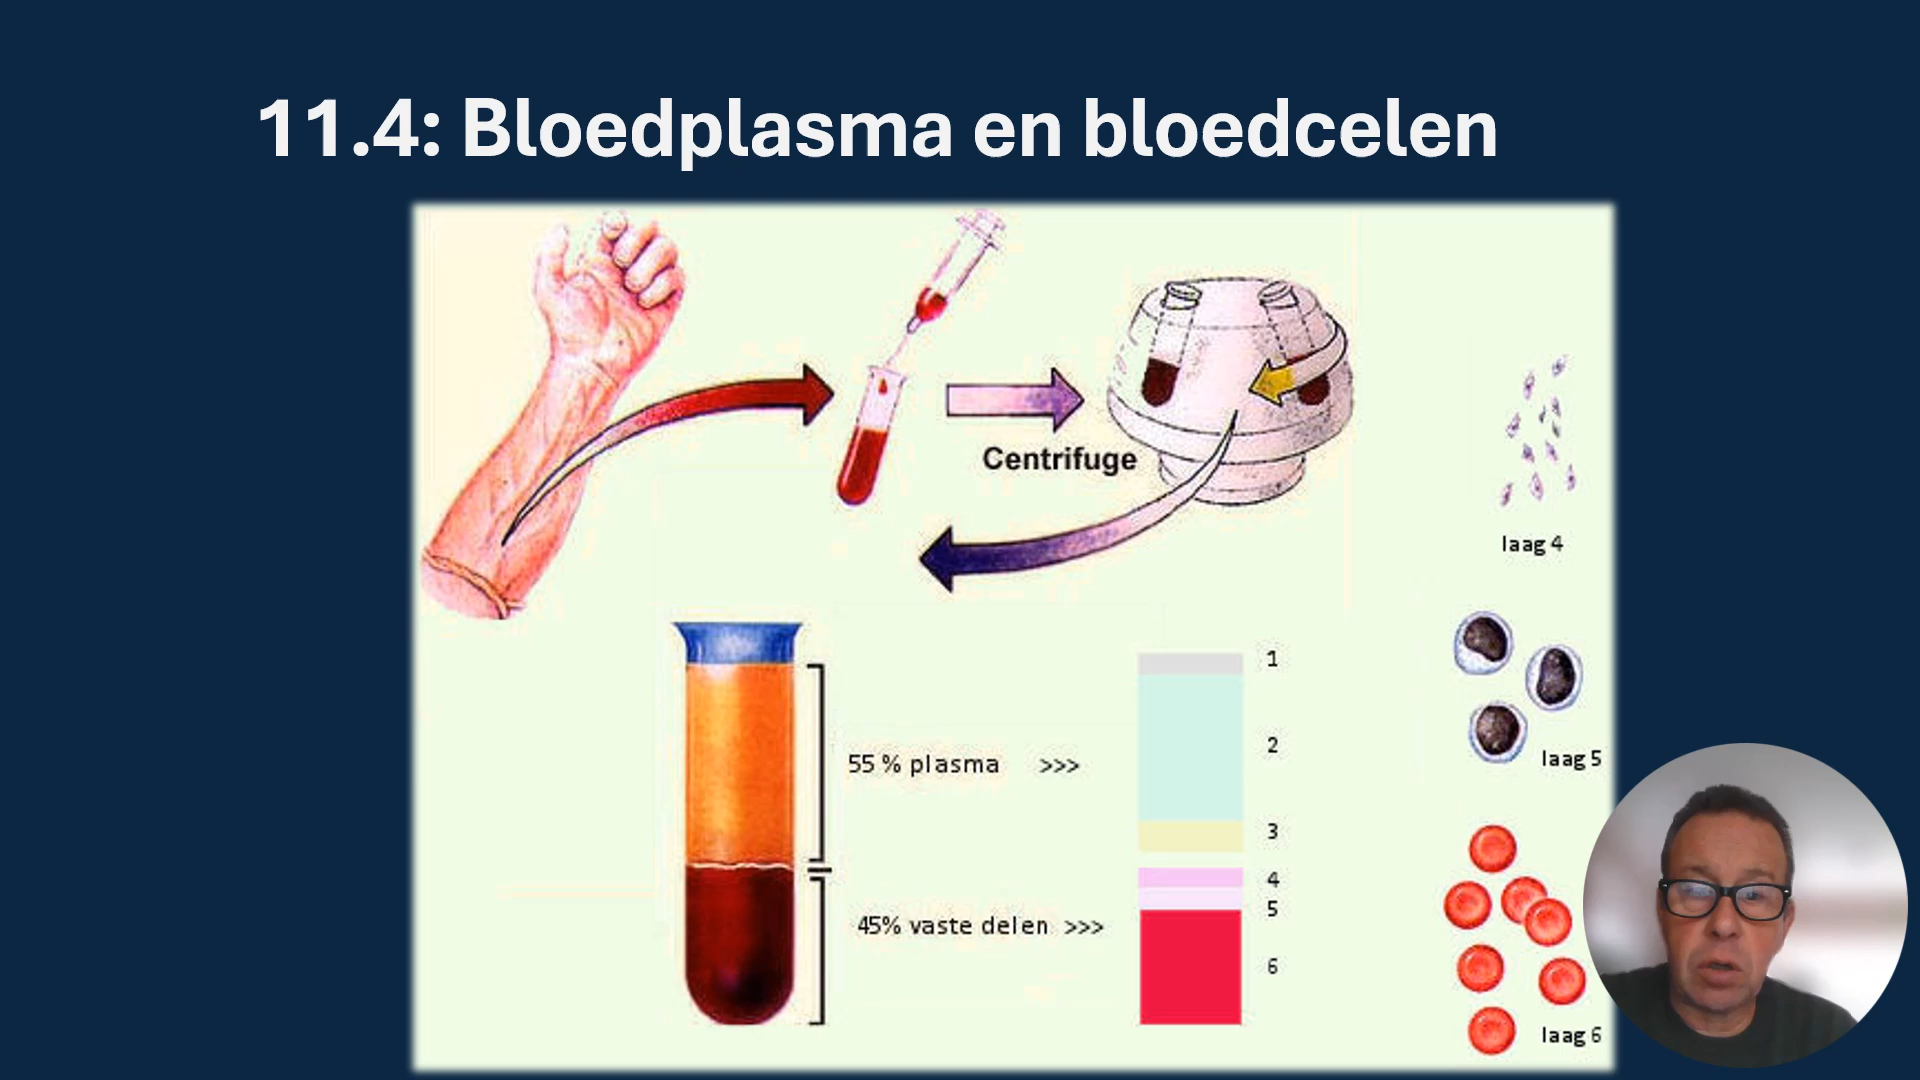 11.4: Bloedplasma en bloedcelen
Centrifuge
laag 4
1
2
55 % plasma >>>
laag 5
3
4
5
45% vaste delen >>>
6
laag 6